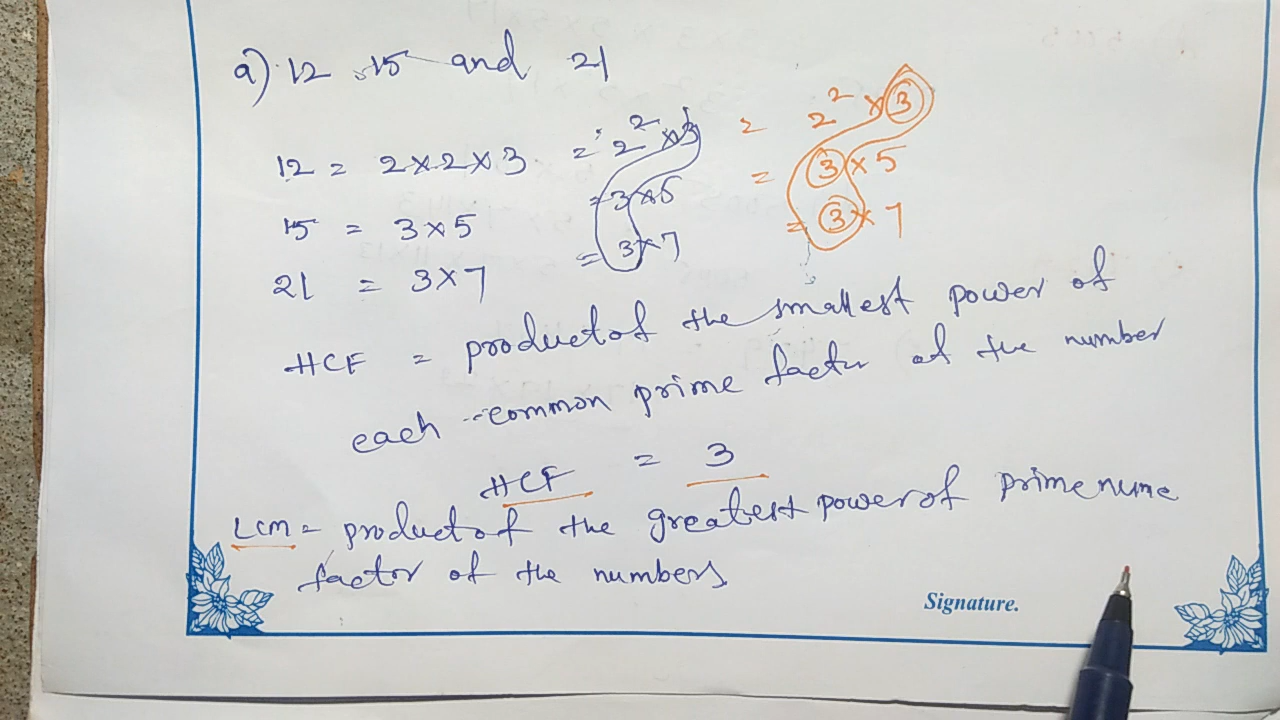 a) 12, 15 and 21
12 = 2×2×3 = 2² × 3 = 2² × 3
15 = 3×5 = 3×5 = 3×5
21 = 3×7 = 3×7 = 3×7
HCF = product of the smallest power of
each common prime factor of the number
HCF = 3
LCM = product of the greatest power of prime nume
factor of the numbers
Signature.